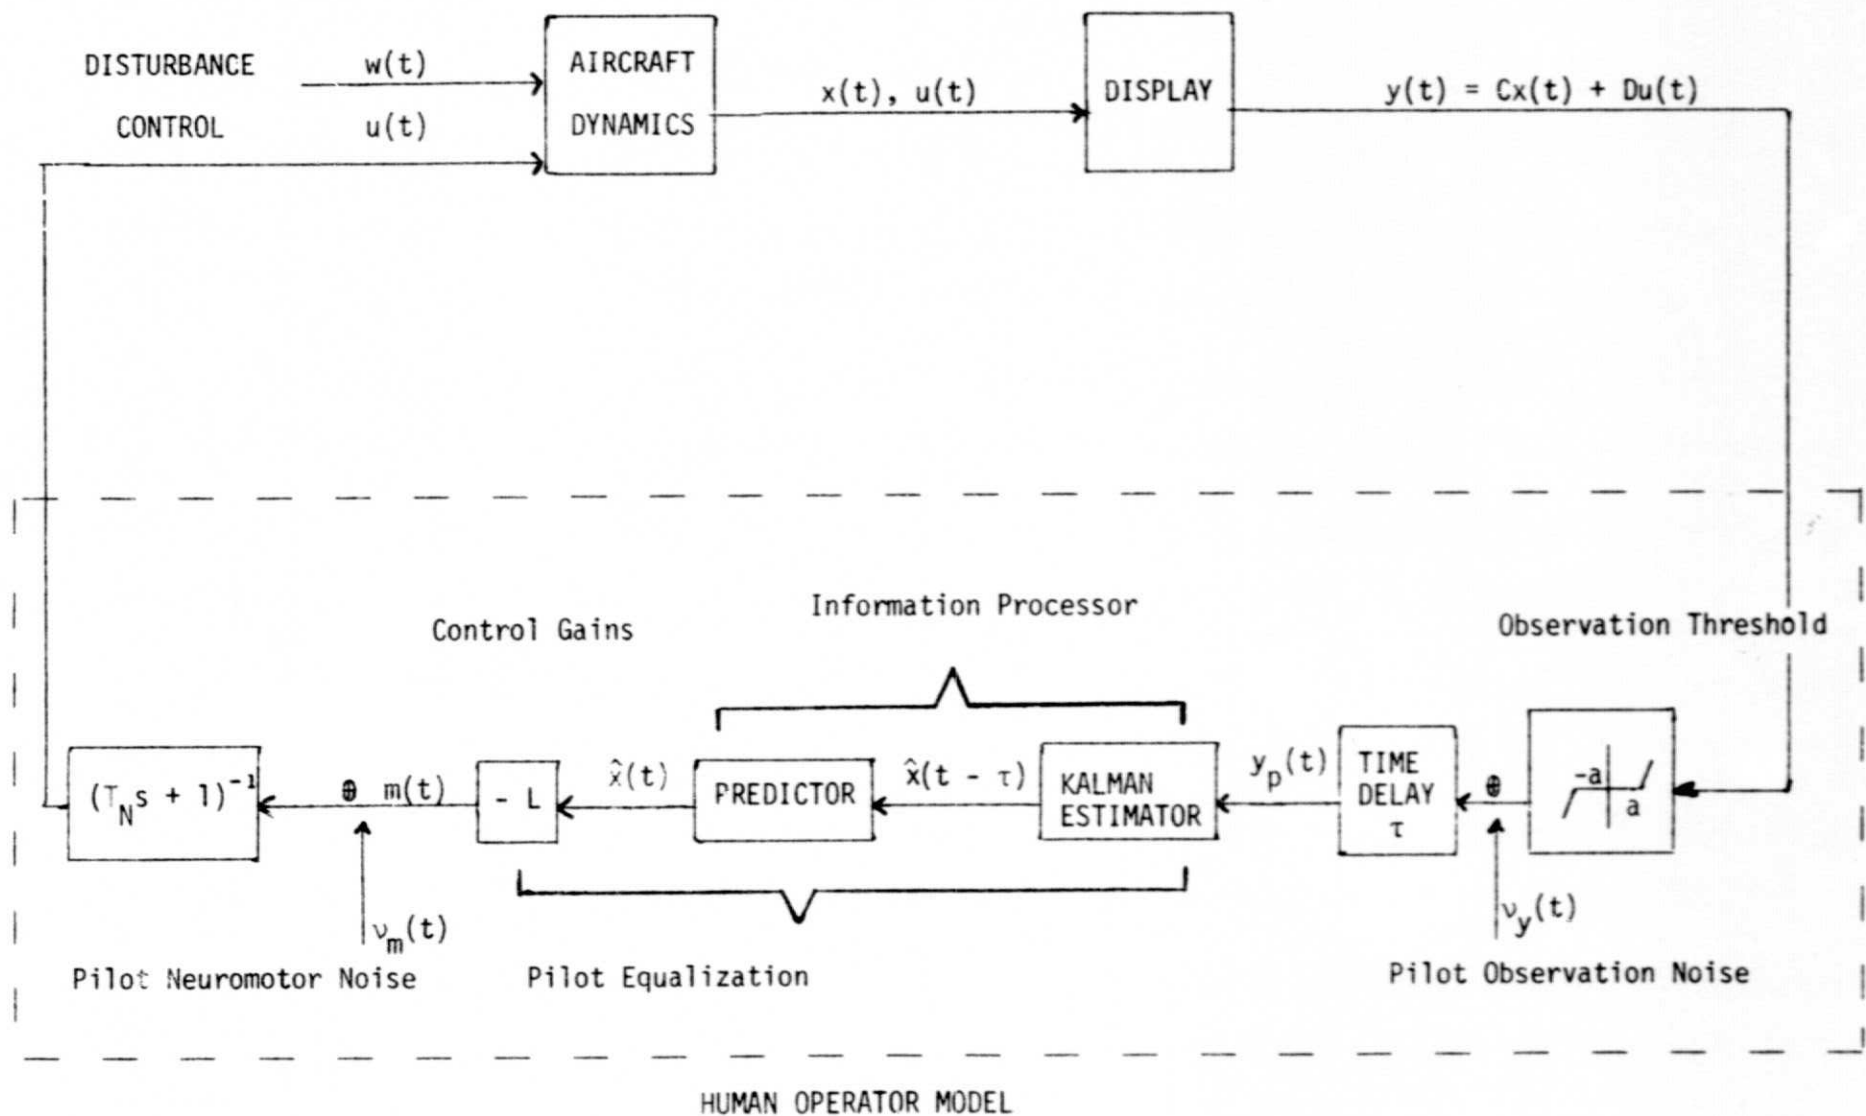 DISTURBANCE w(t)
CONTROL u(t)
AIRCRAFT
DYNAMICS
x(t), u(t)
DISPLAY
y(t) = Cx(t) + Du(t)
Information Processor
Control Gains
Observation Threshold
(T_N s + 1)^{-1}
⊕ m(t)
- L
x̂(t)
PREDICTOR
x̂(t - τ)
KALMAN
ESTIMATOR
y_p(t)
TIME
DELAY
τ
⊕
-a
a
ν_m(t)
ν_y(t)
Pilot Neuromotor Noise
Pilot Equalization
Pilot Observation Noise
HUMAN OPERATOR MODEL